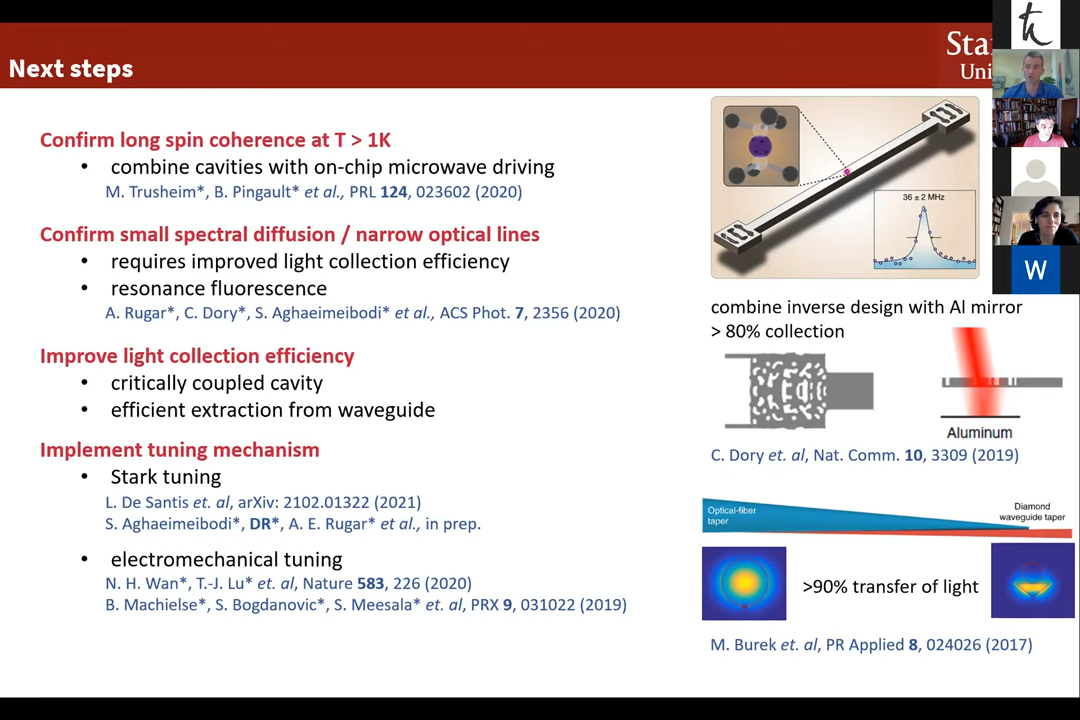 Next steps
Sta
Uni
Confirm long spin coherence at T > 1K
• combine cavities with on-chip microwave driving
M. Trusheim*, B. Pingault* et al., PRL 124, 023602 (2020)
Confirm small spectral diffusion / narrow optical lines
• requires improved light collection efficiency
• resonance fluorescence
A. Rugar*, C. Dory*, S. Aghaeimeibodi* et al., ACS Phot. 7, 2356 (2020)
Improve light collection efficiency
• critically coupled cavity
• efficient extraction from waveguide
Implement tuning mechanism
• Stark tuning
L. De Santis et. al, arXiv: 2102.01322 (2021)
S. Aghaeimeibodi*, DR*, A. E. Rugar* et al., in prep.
• electromechanical tuning
N. H. Wan*, T.-J. Lu* et. al, Nature 583, 226 (2020)
B. Machielse*, S. Bogdanovic*, S. Meesala* et. al, PRX 9, 031022 (2019)
36 ± 2 MHz
combine inverse design with Al mirror
> 80% collection
Aluminum
C. Dory et. al, Nat. Comm. 10, 3309 (2019)
Optical-fiber
taper
Diamond
waveguide taper
>90% transfer of light
M. Burek et. al, PR Applied 8, 024026 (2017)
ħ
W